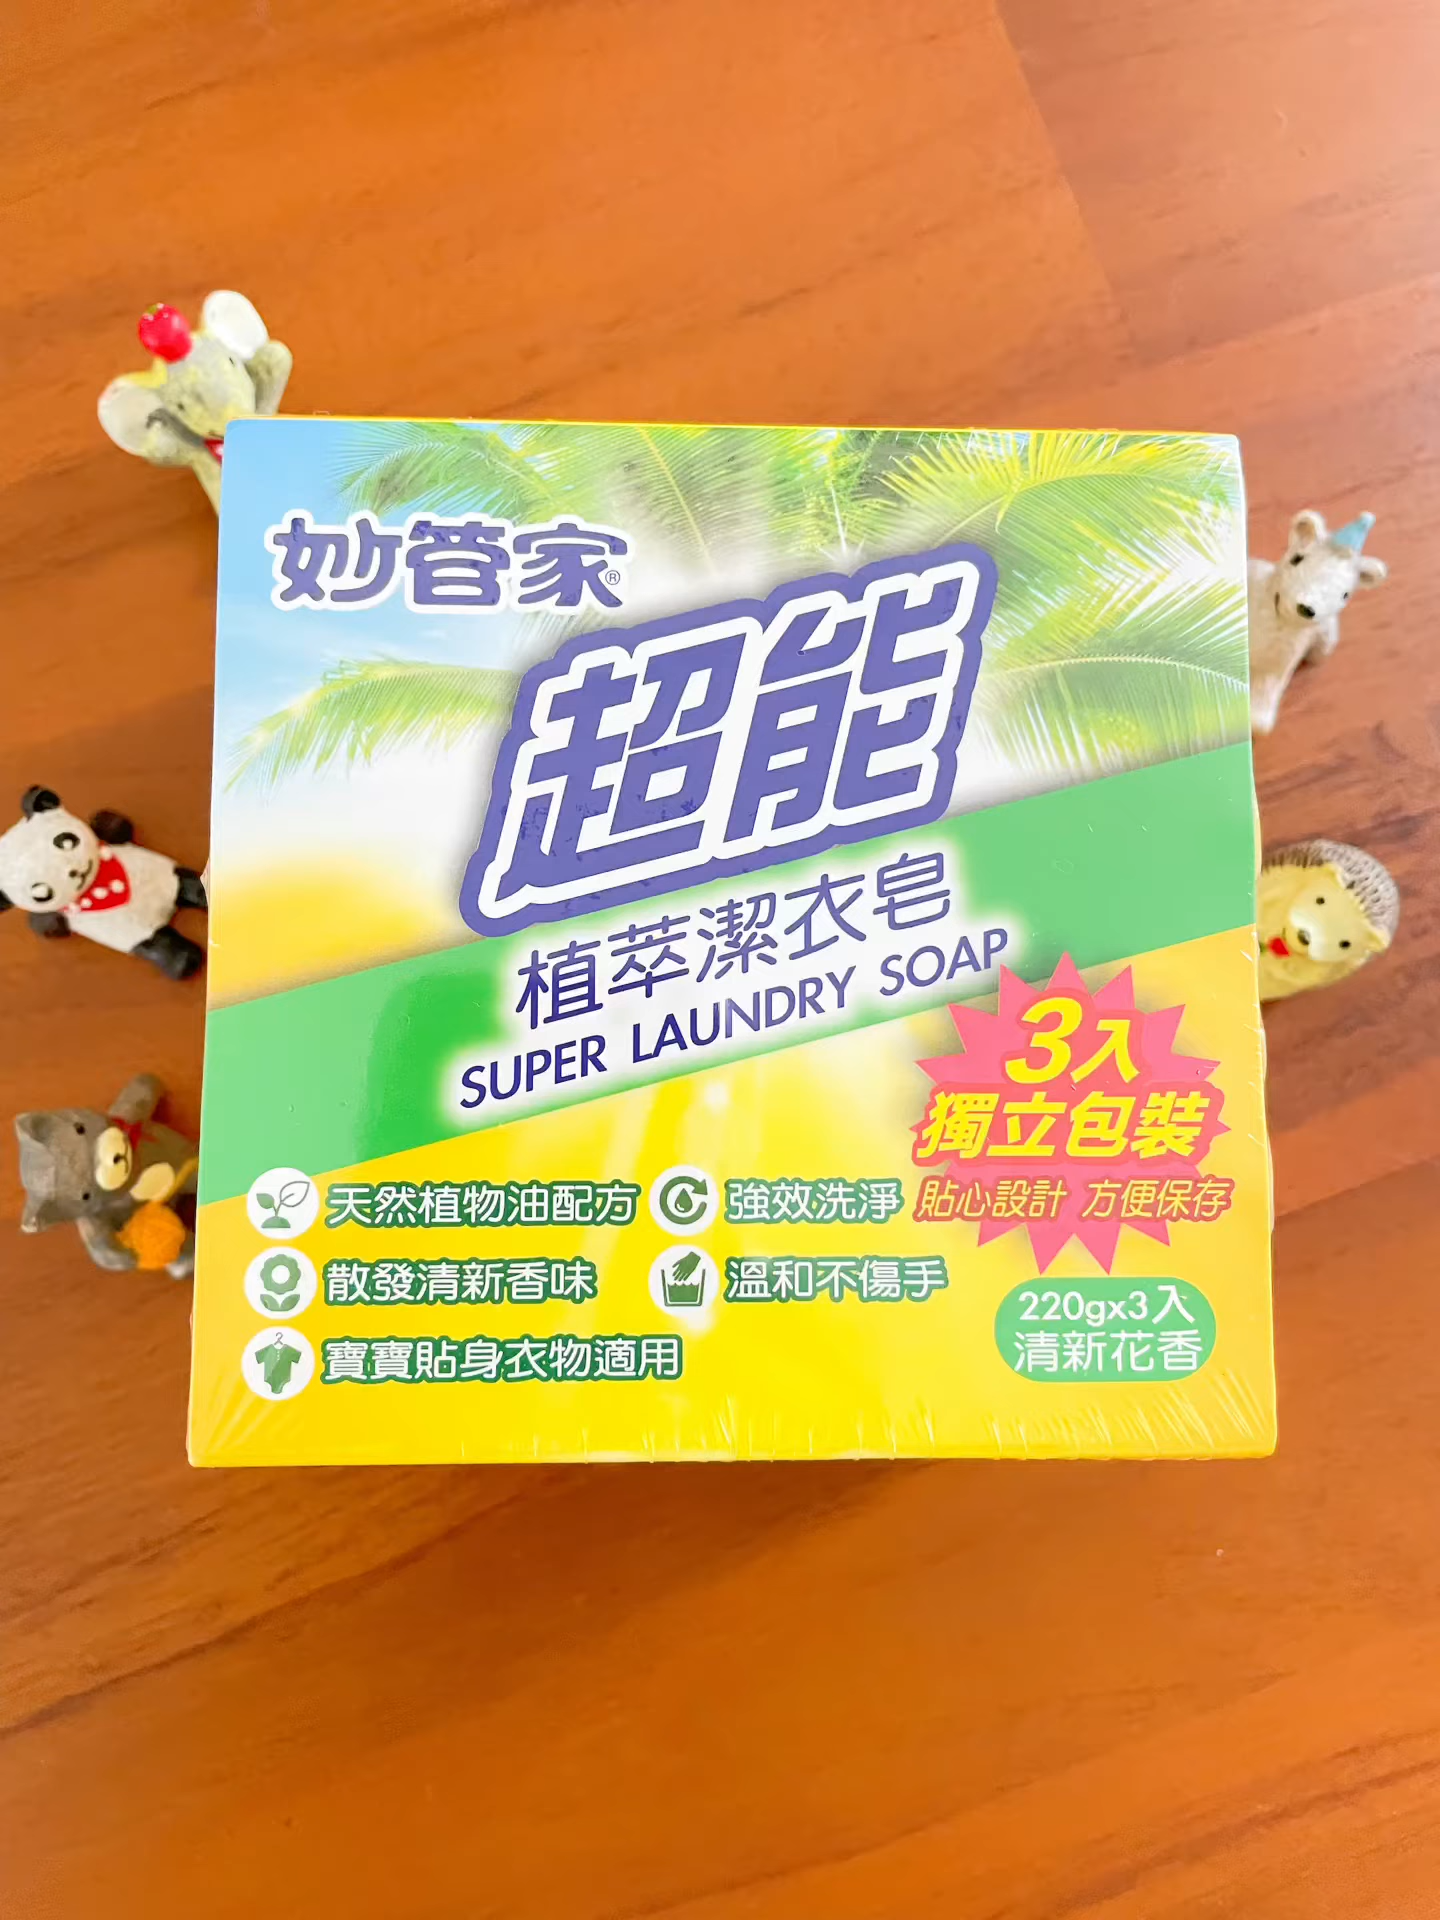 妙管家®
超能
植萃潔衣皂
SUPER LAUNDRY SOAP
3入
獨立包裝
貼心設計 方便保存
天然植物油配方
強效洗淨
散發清新香味
溫和不傷手
寶寶貼身衣物適用
220gx3入
清新花香